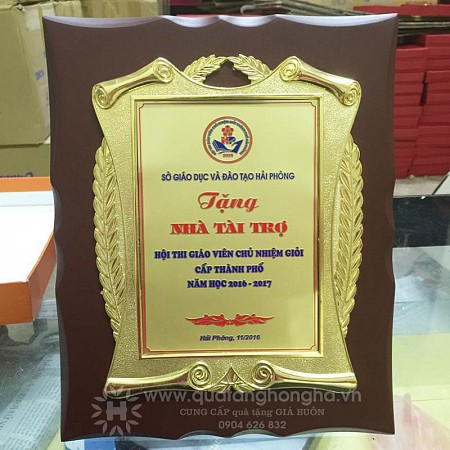 SỞ GIÁO DỤC VÀ ĐÀO TẠO HẢI PHÒNG
Tặng
NHÀ TÀI TRỢ
HỘI THI GIÁO VIÊN CHỦ NHIỆM GIỎI
CẤP THÀNH PHỐ
NĂM HỌC 2016 - 2017
Hải Phòng, 11/2016
www.quatanghongha.vn
CUNG CẤP quà tặng GIÁ BUÔN
0904 626 832